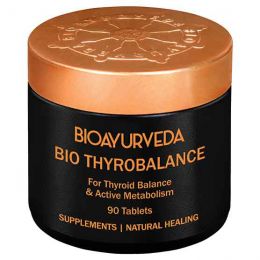 BIOAYURVEDA
BIO THYROBALANCE
For Thyroid Balance
& Active Metabolism
90 Tablets
SUPPLEMENTS | NATURAL HEALING